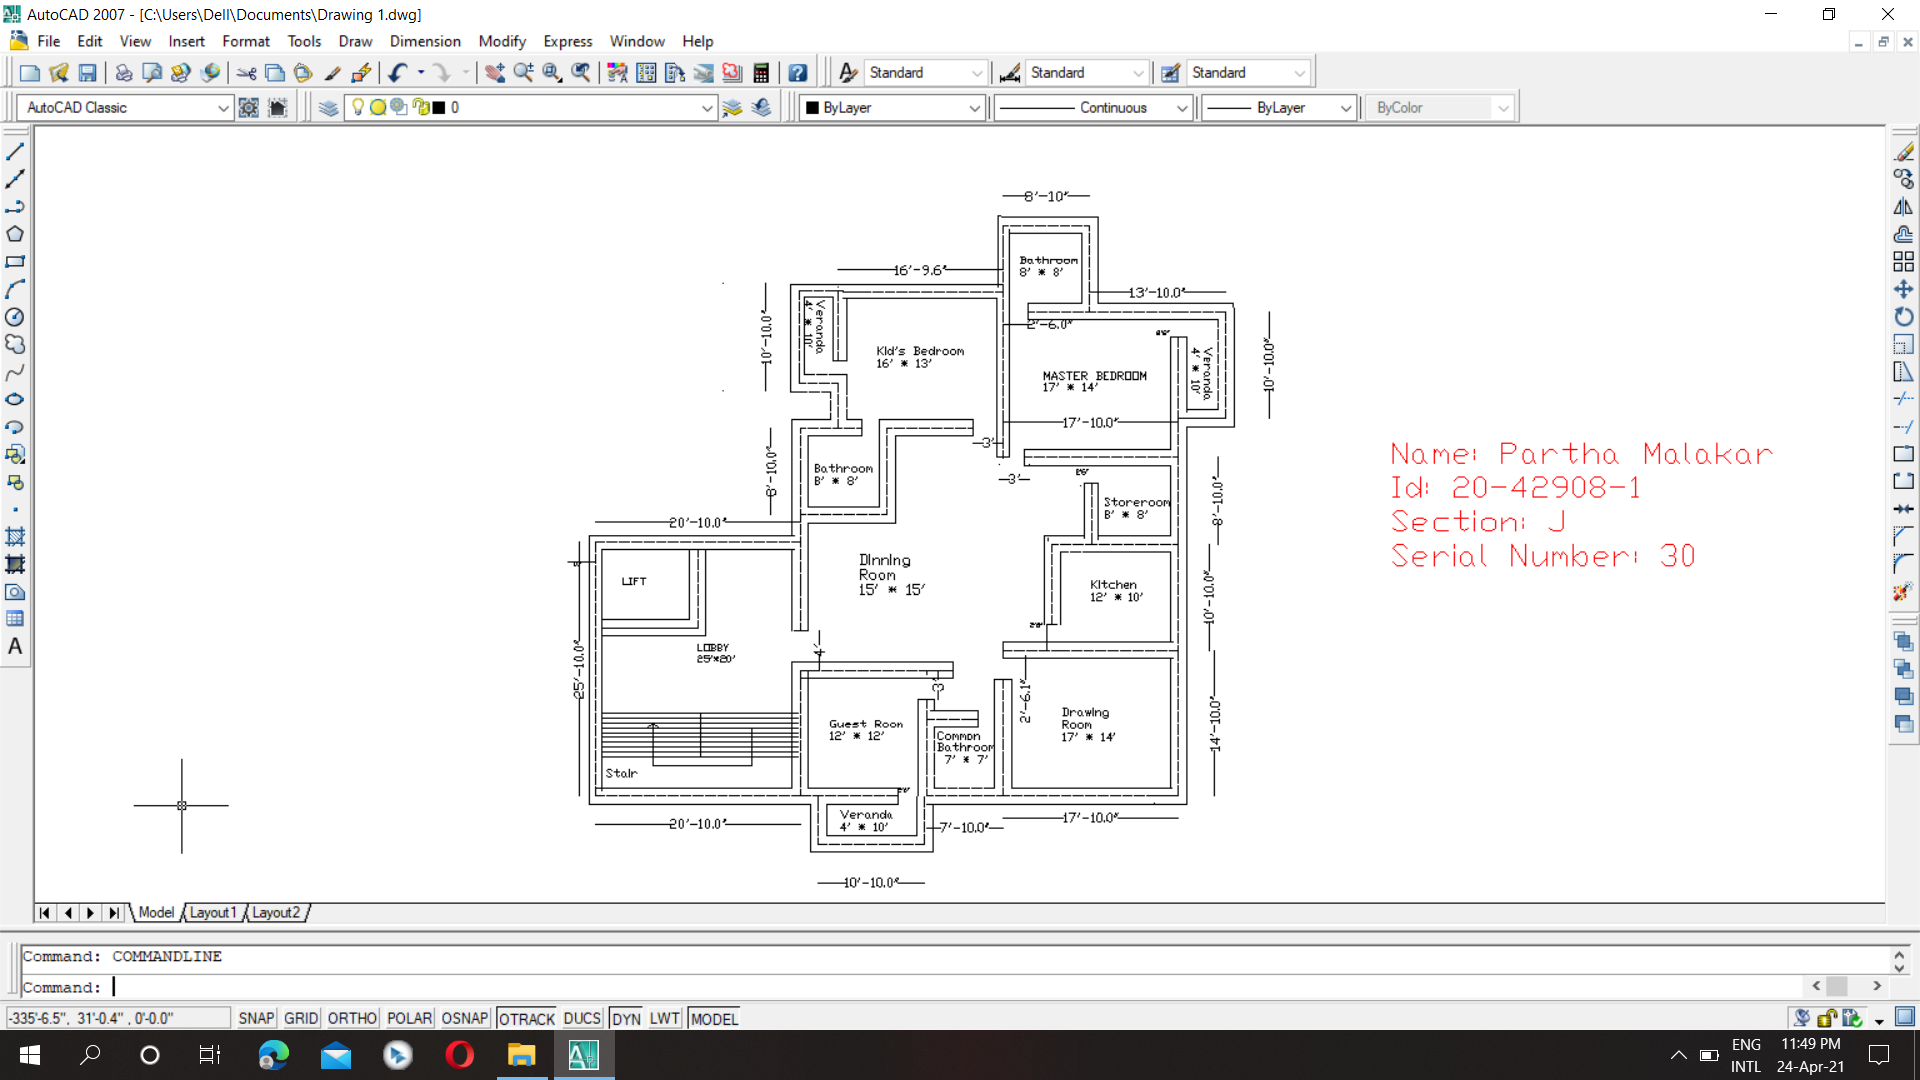 AutoCAD 2007 - [C:\Users\Dell\Documents\Drawing 1.dwg]
File Edit View Insert Format Tools Draw Dimension Modify Express Window Help
Standard Standard Standard
AutoCAD Classic 0 ByLayer Continuous ByLayer ByColor
8'-10"
Bathroom
8' * 8'
16'-9.6"
13'-10.0"
10'-10.0"
Veranda
4' * 10'
2'-6.0"
Kid's Bedroom
16' * 13'
MASTER BEDROOM
17' * 14'
Veranda
4' * 10'
10'-10.0"
17'-10.0"
3'
3'
8'-10.0"
Bathroom
8' * 8'
Storeroom
8' * 8'
8'-10.0"
Name: Partha Malakar
Id: 20-42908-1
Section: J
Serial Number: 30
20'-10.0"
LIFT
Dinning
Room
15' * 15'
Kitchen
12' * 10'
10'-10.0"
25'-10.0"
LOBBY
25'*20'
4'
3'
2'-6.1"
Guest Room
12' * 12'
Common
Bathroom
7' * 7'
Drawing
Room
17' * 14'
14'-10.0"
Stair
Veranda
4' * 10'
20'-10.0"
7'-10.0"
17'-10.0"
10'-10.0"
Model Layout1 Layout2
Command: COMMANDLINE
Command:
-335'-6.5", 31'-0.4" , 0'-0.0" SNAP GRID ORTHO POLAR OSNAP OTRACK DUCS DYN LWT MODEL
ENG 11:49 PM
INTL 24-Apr-21